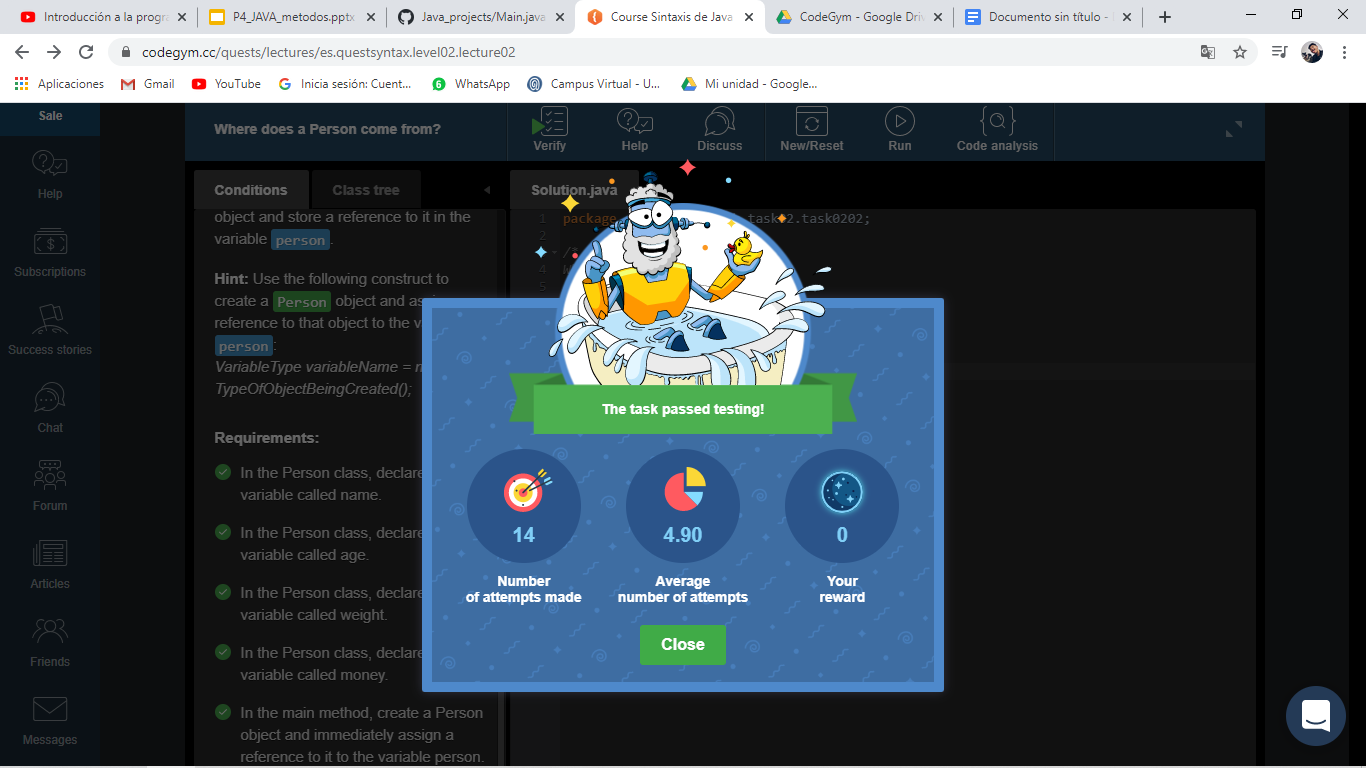 Introducción a la progra
P4_JAVA_metodos.pptx
Java_projects/Main.java
Course Sintaxis de Java
CodeGym - Google Driv
Documento sin título -
codegym.cc/quests/lectures/es.questsyntax.level02.lecture02
Aplicaciones
Gmail
YouTube
Inicia sesión: Cuent...
6
WhatsApp
Campus Virtual - U...
Mi unidad - Google...
Sale
Help
Subscriptions
Success stories
Chat
Forum
Articles
Friends
Messages
Where does a Person come from?
Verify
Help
Discuss
New/Reset
Run
Code analysis
Conditions
Class tree
object and store a reference to it in the
variable person.
Hint: Use the following construct to
create a Person object and
reference to that object to the
person:
VariableType variableName =
TypeOfObjectBeingCreated();
Requirements:
In the Person class, declare
variable called name.
In the Person class, declare
variable called age.
In the Person class, declare
variable called weight.
In the Person class, declare
variable called money.
In the main method, create a Person
object and immediately assign a
reference to it to the variable person.
Solution.java
1 package task02.task0202;
2
3 /*
4
5
The task passed testing!
14
Number
of attempts made
4.90
Average
number of attempts
0
Your
reward
Close